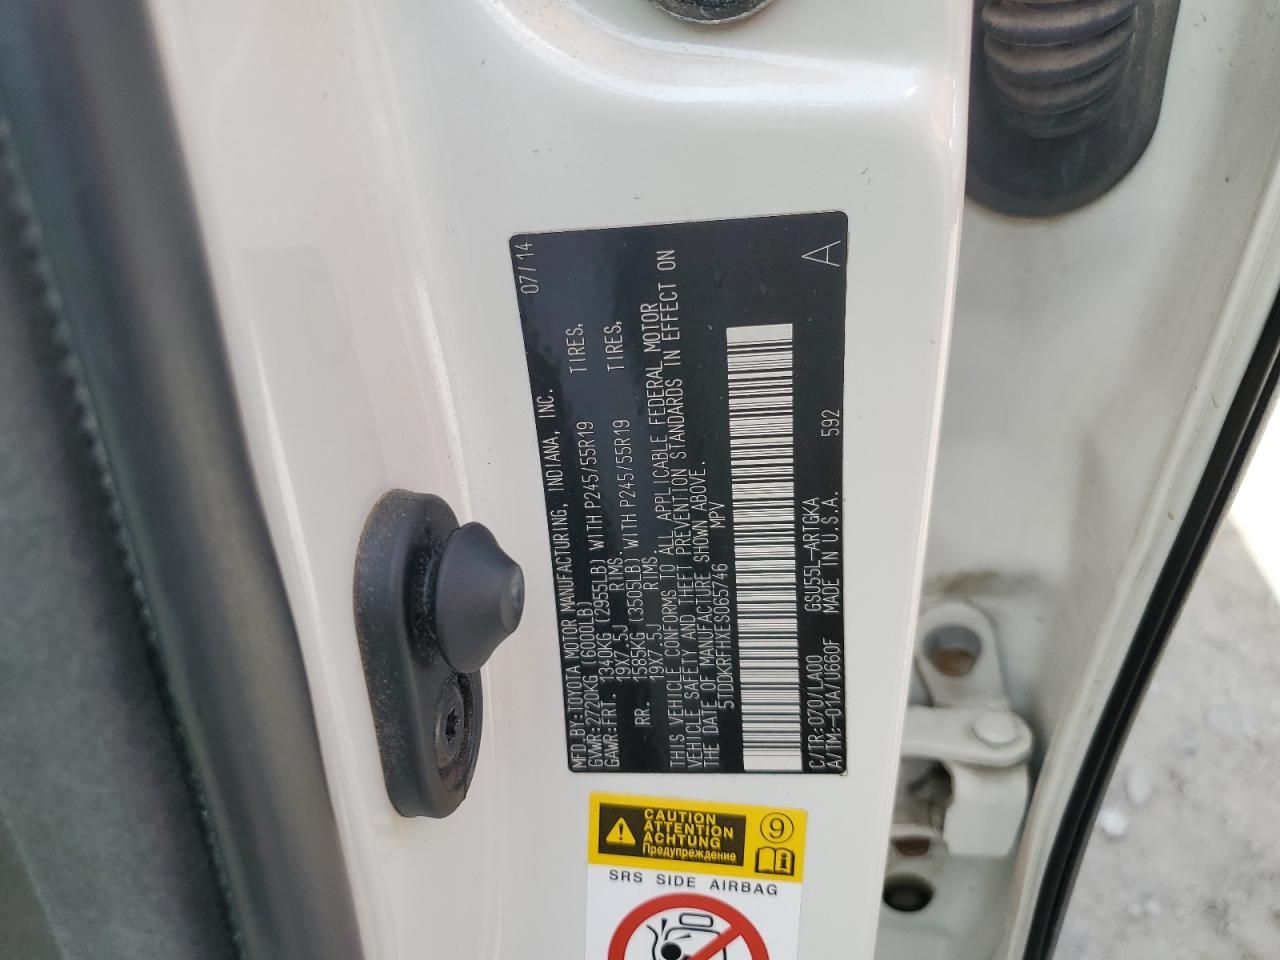 MFD.BY:TOYOTA MOTOR MANUFACTURING, INDIANA, INC. 07/14
GVWR:2720KG (6000LB)
GAWR:FRT. 1340KG (2955LB) WITH P245/55R19 TIRES,
19X7.5J RIMS.
RR. 1585KG (3505LB) WITH P245/55R19 TIRES,
19X7.5J RIMS.
THIS VEHICLE CONFORMS TO ALL APPLICABLE FEDERAL MOTOR
VEHICLE SAFETY AND THEFT PREVENTION STANDARDS IN EFFECT ON
THE DATE OF MANUFACTURE SHOWN ABOVE.
5TDDKRFHXES065746 MPV
C/TR:070/LA00 GSU55L-ARTGKA
A/TM:-01A/U660F MADE IN U.S.A. 592 A
CAUTION
ATTENTION
ACHTUNG
Предупреждение
9
i
SRS SIDE AIRBAG